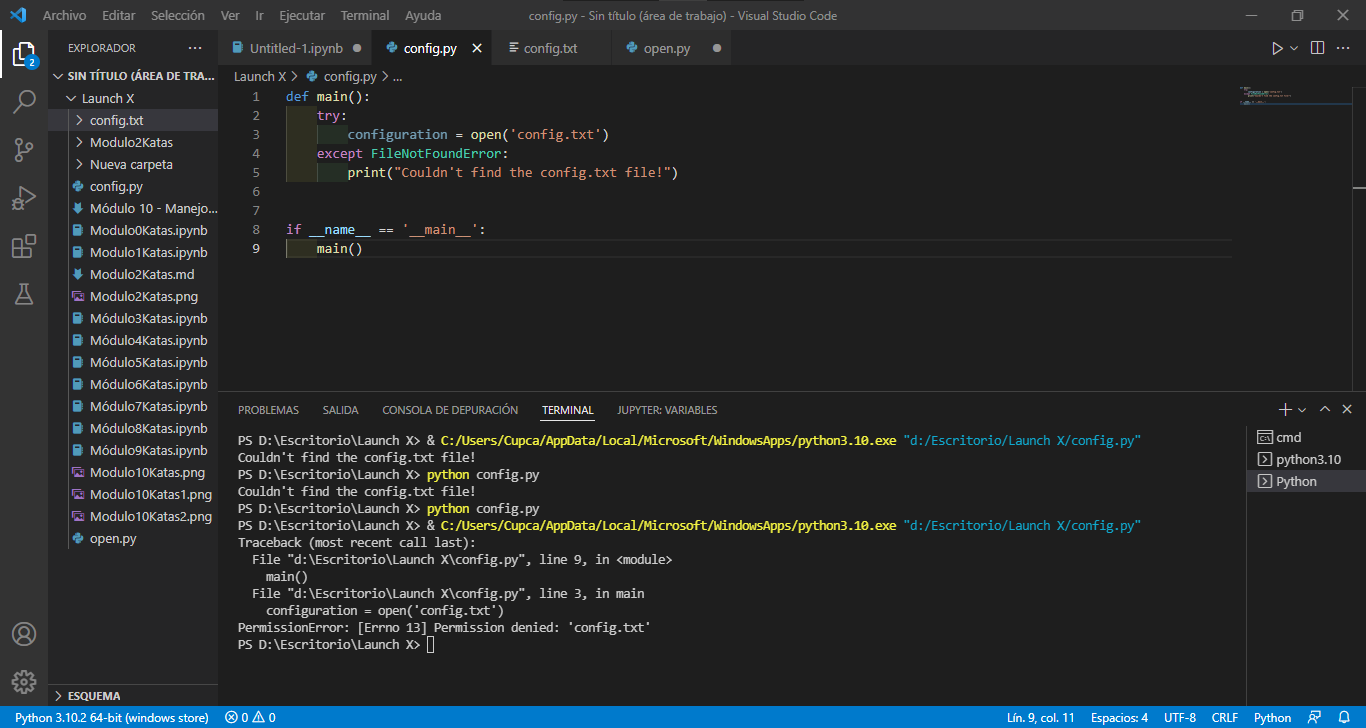 Archivo Editar Selección Ver Ir Ejecutar Terminal Ayuda config.py - Sin título (área de trabajo) - Visual Studio Code
EXPLORADOR ...
Untitled-1.ipynb config.py config.txt open.py
2
SIN TÍTULO (ÁREA DE TRA...
Launch X
config.txt
Modulo2Katas
Nueva carpeta
config.py
Módulo 10 - Manejo...
Modulo0Katas.ipynb
Modulo1Katas.ipynb
Modulo2Katas.md
Modulo2Katas.png
Módulo3Katas.ipynb
Módulo4Katas.ipynb
Módulo5Katas.ipynb
Módulo6Katas.ipynb
Módulo7Katas.ipynb
Módulo8Katas.ipynb
Módulo9Katas.ipynb
Modulo10Katas.png
Modulo10Katas1.png
Modulo10Katas2.png
open.py
ESQUEMA
Launch X > config.py > ...
1 def main():
2 try:
3 configuration = open('config.txt')
4 except FileNotFoundError:
5 print("Couldn't find the config.txt file!")
6
7
8 if __name__ == '__main__':
9 main()
PROBLEMAS SALIDA CONSOLA DE DEPURACIÓN TERMINAL JUPYTER: VARIABLES
PS D:\Escritorio\Launch X> & C:/Users/Cupca/AppData/Local/Microsoft/WindowsApps/python3.10.exe "d:/Escritorio/Launch X/config.py"
Couldn't find the config.txt file!
PS D:\Escritorio\Launch X> python config.py
Couldn't find the config.txt file!
PS D:\Escritorio\Launch X> python config.py
PS D:\Escritorio\Launch X> & C:/Users/Cupca/AppData/Local/Microsoft/WindowsApps/python3.10.exe "d:/Escritorio/Launch X/config.py"
Traceback (most recent call last):
File "d:\Escritorio\Launch X\config.py", line 9, in <module>
main()
File "d:\Escritorio\Launch X\config.py", line 3, in main
configuration = open('config.txt')
PermissionError: [Errno 13] Permission denied: 'config.txt'
PS D:\Escritorio\Launch X>
cmd
python3.10
Python
Python 3.10.2 64-bit (windows store) 0 0 Lín. 9, col. 11 Espacios: 4 UTF-8 CRLF Python